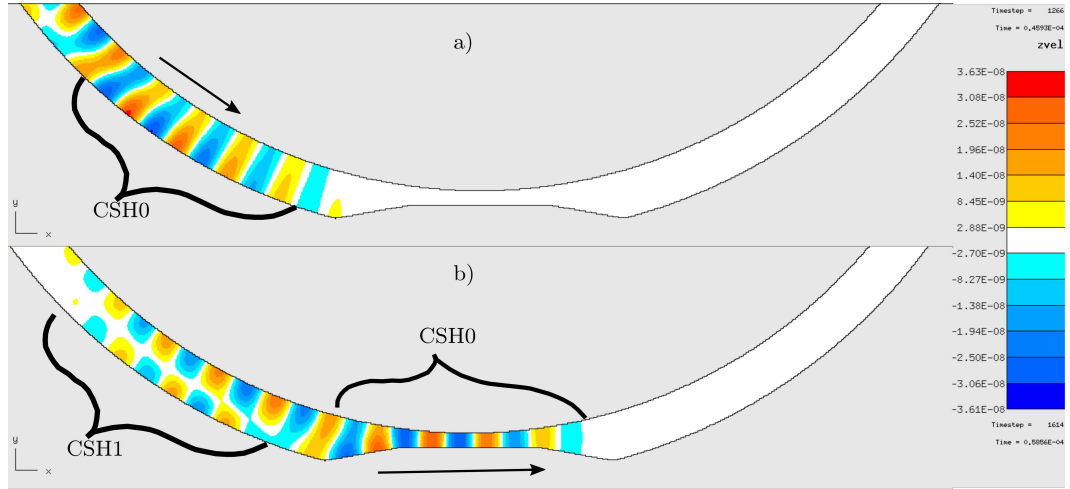 Timestep = 1266
Time = 0,4593E-04
zvel
a)
3.63E-08
3.08E-08
2.52E-08
1.96E-08
1.40E-08
8.45E-09
2.88E-09
-2.70E-09
-8.27E-09
-1.38E-08
-1.94E-08
-2.50E-08
-3.06E-08
-3.61E-08
CSH0
y
x
b)
CSH0
CSH1
y
x
Timestep = 1614
Time = 0,5856E-04